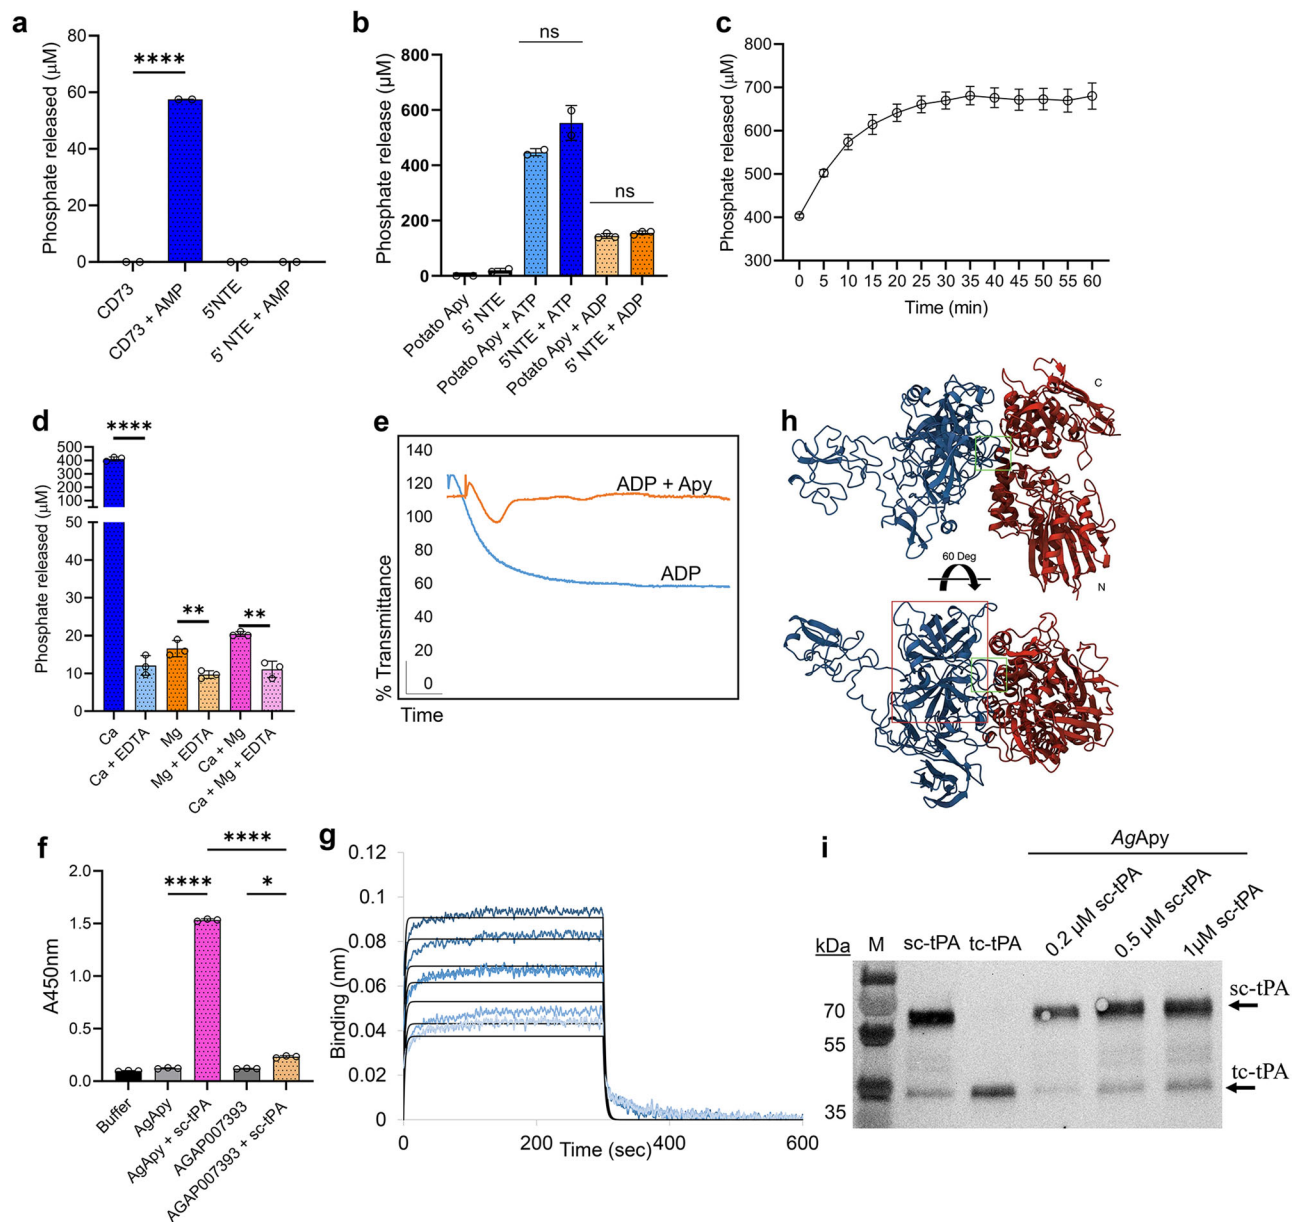 a
Phosphate released (µM)
80
60
40
20
0
****
CD73
CD73 + AMP
5'NTE
5' NTE + AMP
b
Phosphate release (µM)
800
600
400
200
0
ns
ns
Potato Apy
5' NTE
Potato Apy + ATP
5'NTE + ATP
Potato Apy + ADP
5' NTE + ADP
c
Phosphate released (µM)
800
700
600
500
400
300
0 5 10 15 20 25 30 35 40 45 50 55 60
Time (min)
d
Phosphate released (µM)
500
400
300
200
100
50
40
30
20
10
0
****
**
**
Ca
Ca + EDTA
Mg
Mg + EDTA
Ca + Mg
Ca + Mg + EDTA
e
% Transmittance
140
120
100
80
60
40
20
0
ADP + Apy
ADP
Time
h
C
60 Deg
N
f
A450nm
2.0
1.5
1.0
0.5
0.0
****
****
*
Buffer
AgApy
AgApy + sc-tPA
AGAP007393
AGAP007393 + sc-tPA
g
Binding (nm)
0.12
0.1
0.08
0.06
0.04
0.02
0
0 200 400 600
Time (sec)
i
AgApy
kDa M sc-tPA tc-tPA 0.2 µM sc-tPA 0.5 µM sc-tPA 1µM sc-tPA
70
55
35
sc-tPA
tc-tPA